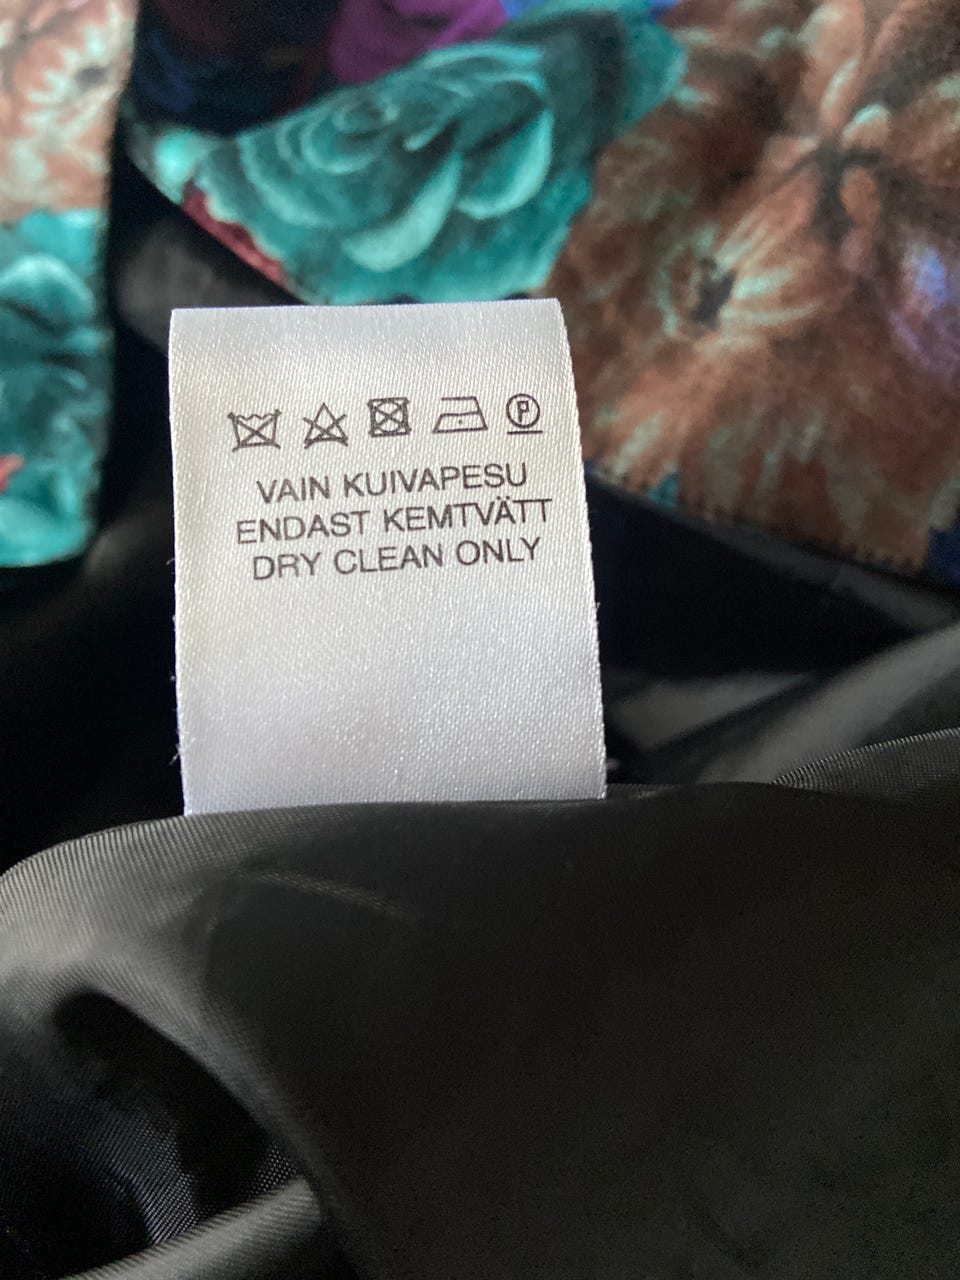 P
VAIN KUIVAPESU
ENDAST KEMTVÄTT
DRY CLEAN ONLY